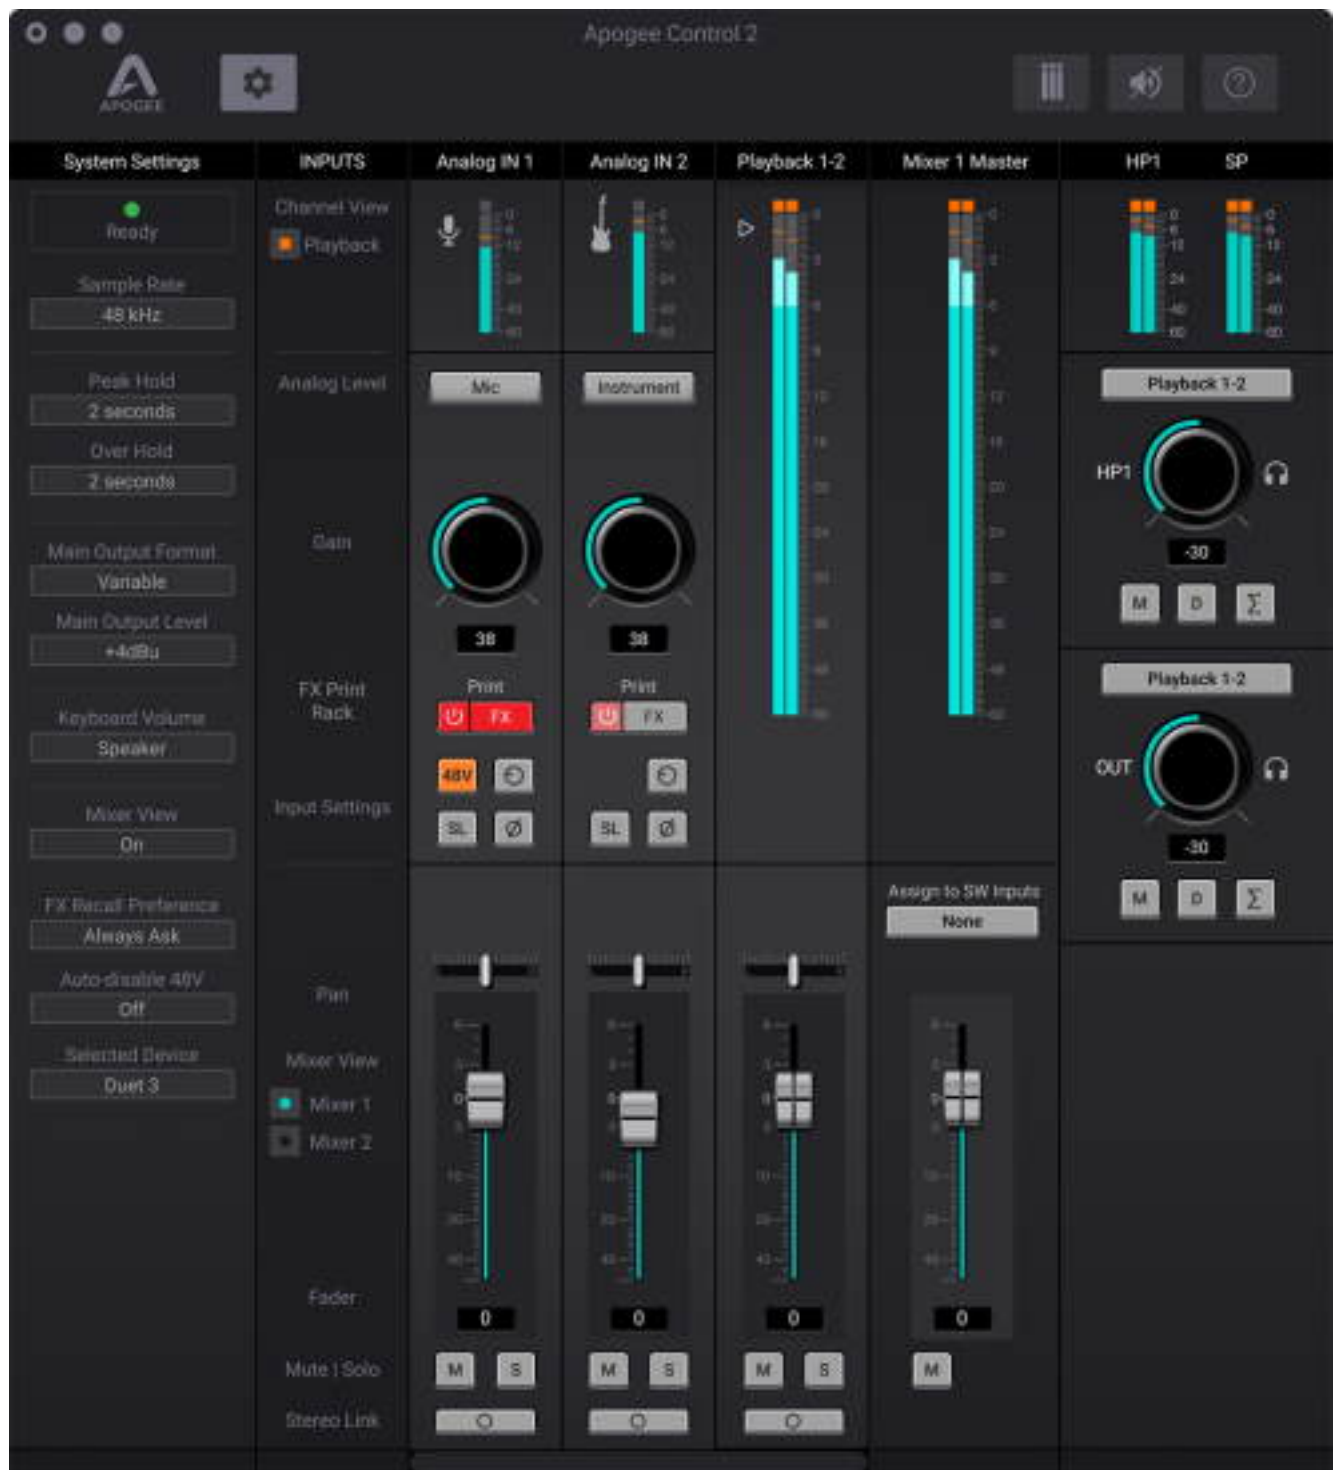 Apogee Control 2
APOGEE
System Settings
INPUTS
Analog IN 1
Analog IN 2
Playback 1-2
Mixer 1 Master
HP1
SP
Ready
Sample Rate
48 kHz
Peak Hold
2 seconds
Over Hold
2 seconds
Main Output Format
Variable
Main Output Level
+4dBu
Keyboard Volume
Speaker
Mixer View
On
FX Recall Preference
Always Ask
Auto-disable 48V
Off
Selected Device
Duet 3
Channel View
Playback
Analog Level
Gain
FX Print
Rack
Input Settings
Pan
Mixer View
Mixer 1
Mixer 2
Fader
Mute | Solo
Stereo Link
Mic
38
Print
FX
48V
SL Ø
0
M S
Instrument
38
Print
FX
SL Ø
0
M S
0
M S
Assign to SW Inputs
None
0
M
Playback 1-2
HP1
-30
M D Σ
Playback 1-2
OUT
-30
M D Σ